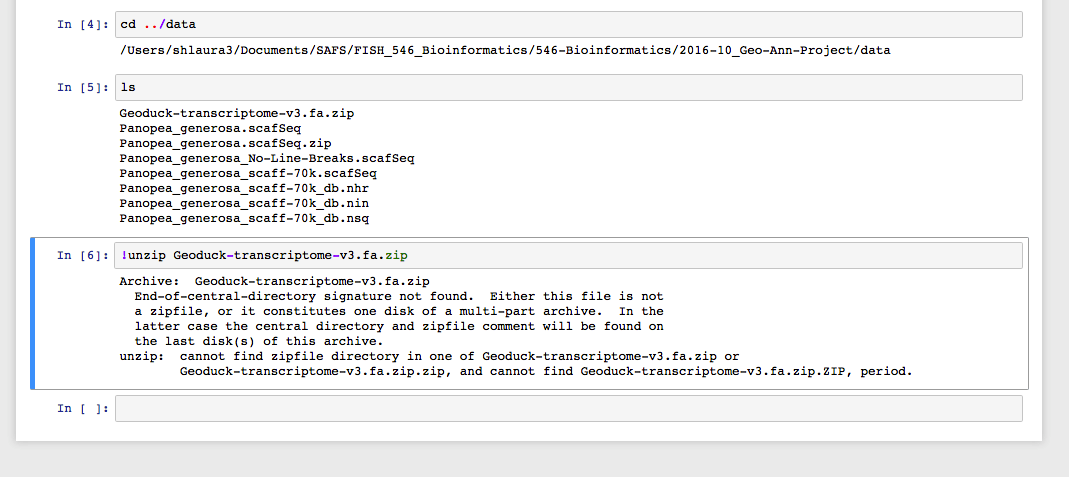 In [4]: cd ../data
/Users/shlaura3/Documents/SAFS/FISH_546_Bioinformatics/546-Bioinformatics/2016-10_Geo-Ann-Project/data
In [5]: ls
Geoduck-transcriptome-v3.fa.zip
Panopea_generosa.scafSeq
Panopea_generosa.scafSeq.zip
Panopea_generosa_No-Line-Breaks.scafSeq
Panopea_generosa_scaff-70k.scafSeq
Panopea_generosa_scaff-70k_db.nhr
Panopea_generosa_scaff-70k_db.nin
Panopea_generosa_scaff-70k_db.nsq
In [6]: !unzip Geoduck-transcriptome-v3.fa.zip
Archive:  Geoduck-transcriptome-v3.fa.zip
  End-of-central-directory signature not found.  Either this file is not
  a zipfile, or it constitutes one disk of a multi-part archive.  In the
  latter case the central directory and zipfile comment will be found on
  the last disk(s) of this archive.
unzip:  cannot find zipfile directory in one of Geoduck-transcriptome-v3.fa.zip or
        Geoduck-transcriptome-v3.fa.zip.zip, and cannot find Geoduck-transcriptome-v3.fa.zip.ZIP, period.
In [ ]: